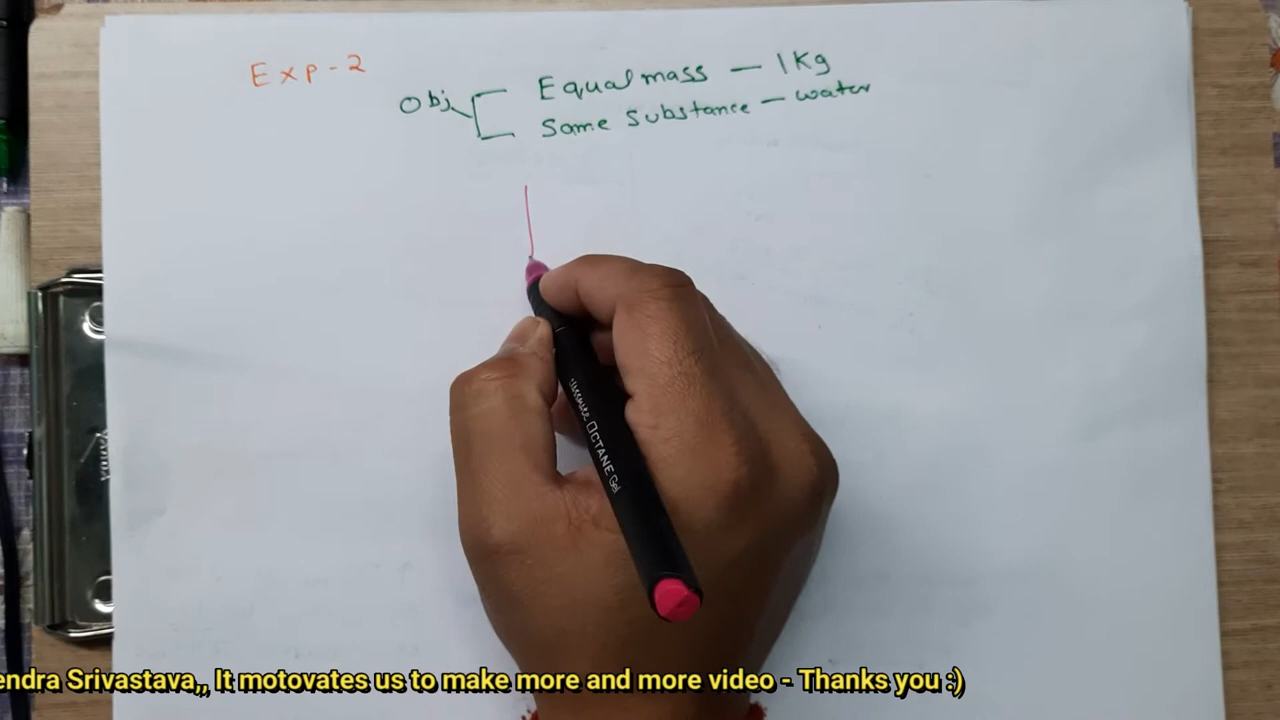 Exp-2
Equal mass — 1Kg
Obj
Same Substance — water
OCTANE Gel
endra Srivastava,, It motovates us to make more and more video - Thanks you :)